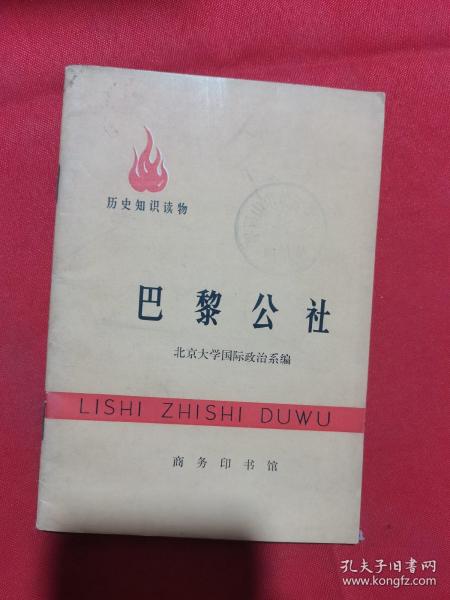 历史知识读物
巴黎公社
北京大学国际政治系编
LISHI ZHISHI DUWU
商务印书馆
孔夫子旧书网
www.kongfz.com